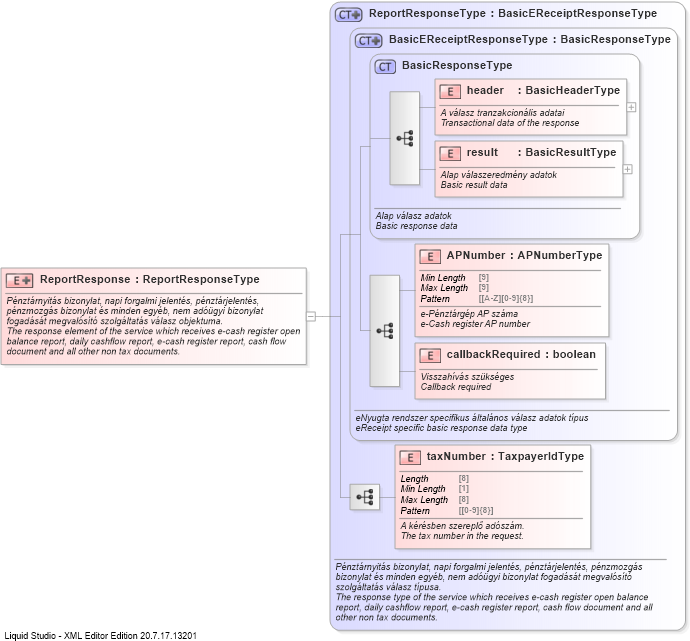 ReportResponseType : BasicEReceiptResponseType
CT
BasicEReceiptResponseType : BasicResponseType
CT
BasicResponseType
CT
header : BasicHeaderType
E
A válasz tranzakcionális adatai
Transactional data of the response
result : BasicResultType
E
Alap válaszeredmény adatok
Basic result data
Alap válasz adatok
Basic response data
E
APNumber : APNumberType
Min Length [9]
Max Length [9]
Pattern [[A-Z][0-9]{8}]
e-Pénztárgép AP száma
e-Cash register AP number
E
callbackRequired : boolean
Visszahívás szükséges
Callback required
eNyugta rendszer specifikus általános válasz adatok típus
eReceipt specific basic response data type
E
ReportResponse : ReportResponseType
Pénztárnyitás bizonylat, napi forgalmi jelentés, pénztárjelentés,
pénzmozgás bizonylat és minden egyéb, nem adóügyi bizonylat
fogadását megvalósító szolgáltatás válasz objektuma.
The response element of the service which receives e-cash register open
balance report, daily cashflow report, e-cash register report, cash flow
document and all other non tax documents.
E
taxNumber : TaxpayerIdType
Length [8]
Min Length [1]
Max Length [8]
Pattern [[0-9]{8}]
A kérésben szereplő adószám.
The tax number in the request.
Pénztárnyitás bizonylat, napi forgalmi jelentés, pénztárjelentés, pénzmozgás
bizonylat és minden egyéb, nem adóügyi bizonylat fogadását megvalósító
szolgáltatás válasz típusa.
The response type of the service which receives e-cash register open balance
report, daily cashflow report, e-cash register report, cash flow document and all
other non tax documents.
Liquid Studio - XML Editor Edition 20.7.17.13201